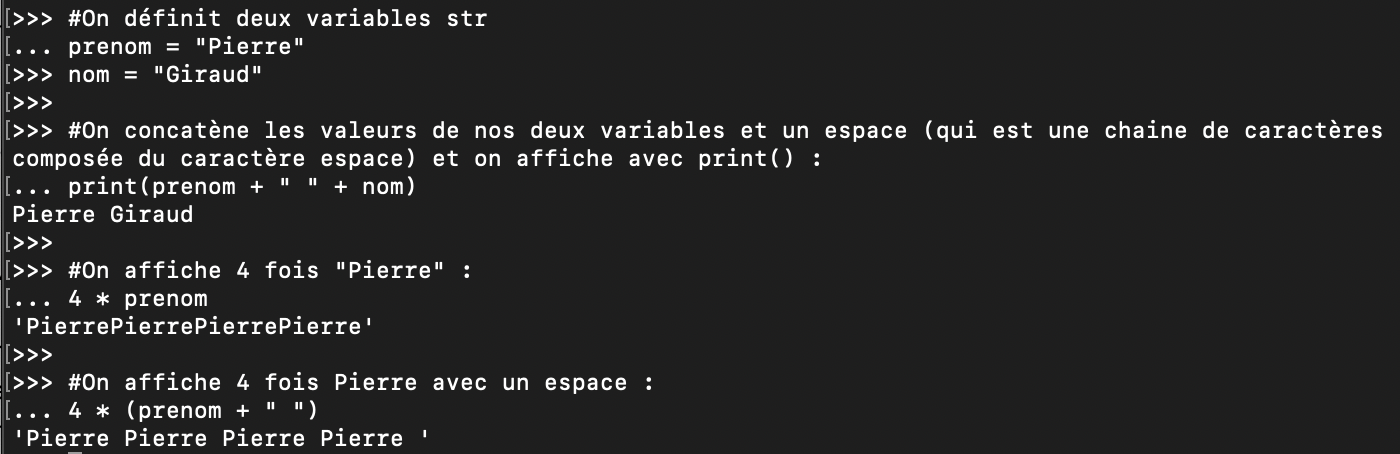 [>>> #On définit deux variables str
[... prenom = "Pierre"
[>>> nom = "Giraud"
[>>>
[>>> #On concatène les valeurs de nos deux variables et un espace (qui est une chaine de caractères
composée du caractère espace) et on affiche avec print() :
[... print(prenom + " " + nom)
Pierre Giraud
[>>>
[>>> #On affiche 4 fois "Pierre" :
[... 4 * prenom
'PierrePierrePierrePierre'
[>>>
[>>> #On affiche 4 fois Pierre avec un espace :
[... 4 * (prenom + " ")
'Pierre Pierre Pierre Pierre '